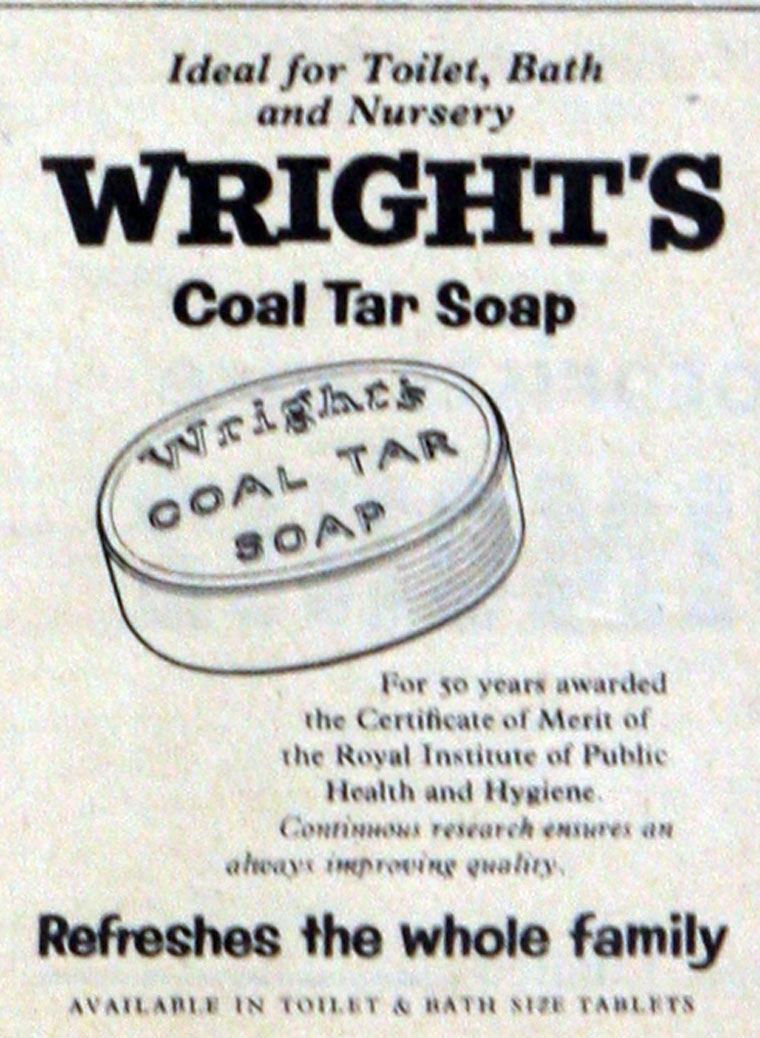 Ideal for Toilet, Bath
and Nursery
WRIGHT'S
Coal Tar Soap
Wright's
COAL TAR
SOAP
For 50 years awarded
the Certificate of Merit of
the Royal Institute of Public
Health and Hygiene.
Continuous research ensures an
always improving quality.
Refreshes the whole family
AVAILABLE IN TOILET & BATH SIZE TABLETS